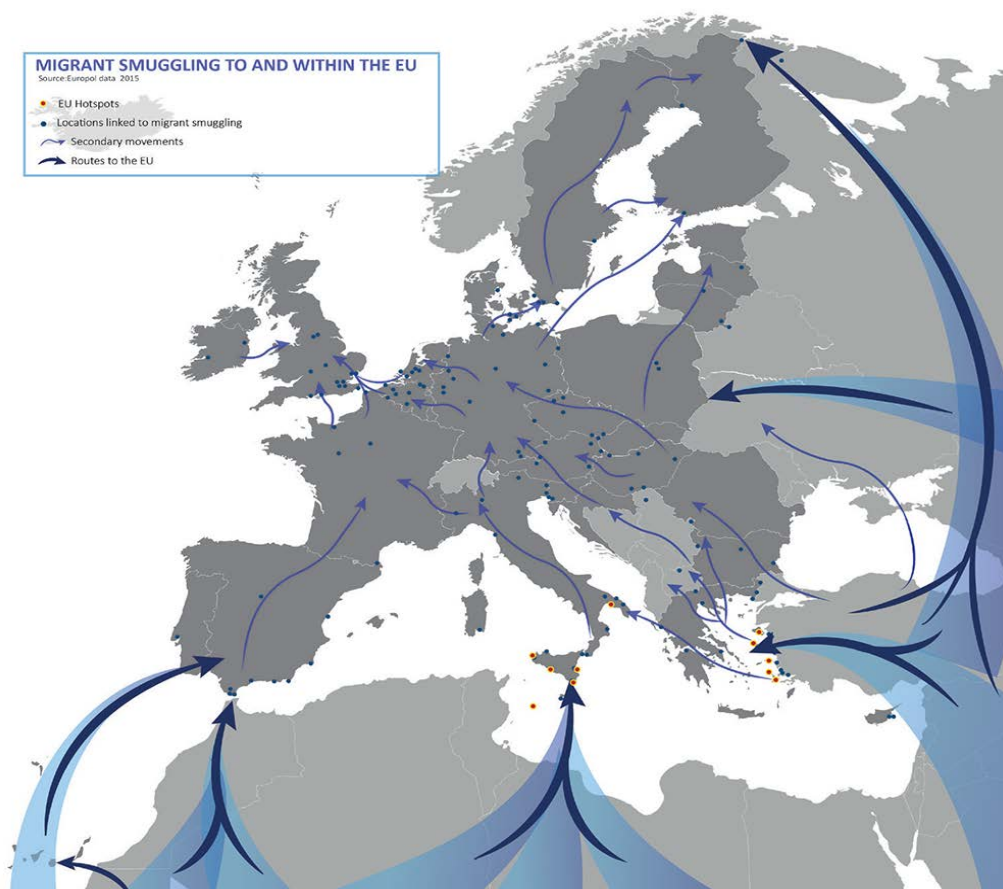 MIGRANT SMUGGLING TO AND WITHIN THE EU
Source:Europol data 2015
EU Hotspots
Locations linked to migrant smuggling
Secondary movements
Routes to the EU